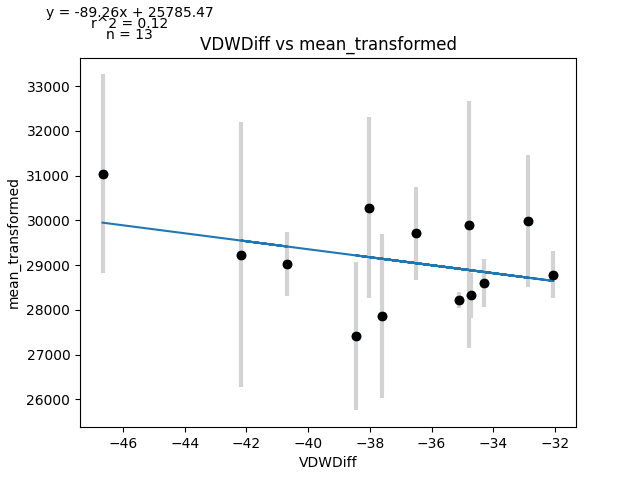 y = -89.26x + 25785.47
r^2 = 0.12
n = 13
VDWDiff vs mean_transformed
33000
32000
31000
30000
29000
28000
27000
26000
mean_transformed
−46
−44
−42
−40
−38
−36
−34
−32
VDWDiff